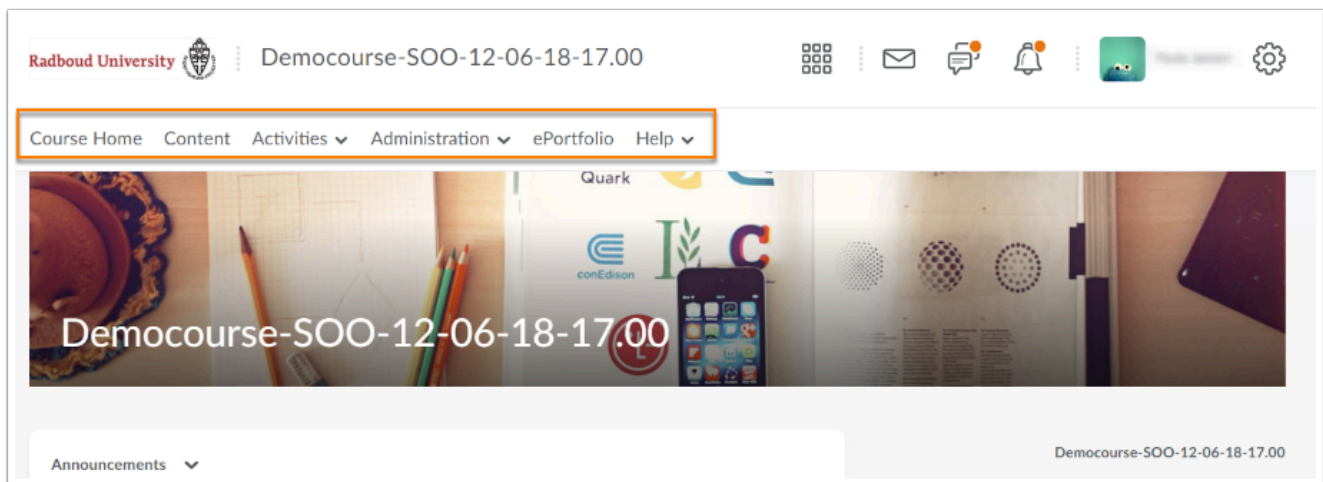 Radboud University Democourse-SOO-12-06-18-17.00
Course Home Content Activities Administration ePortfolio Help
Quark
conEdison
Democourse-SOO-12-06-18-17.00
Announcements
Democourse-SOO-12-06-18-17.00